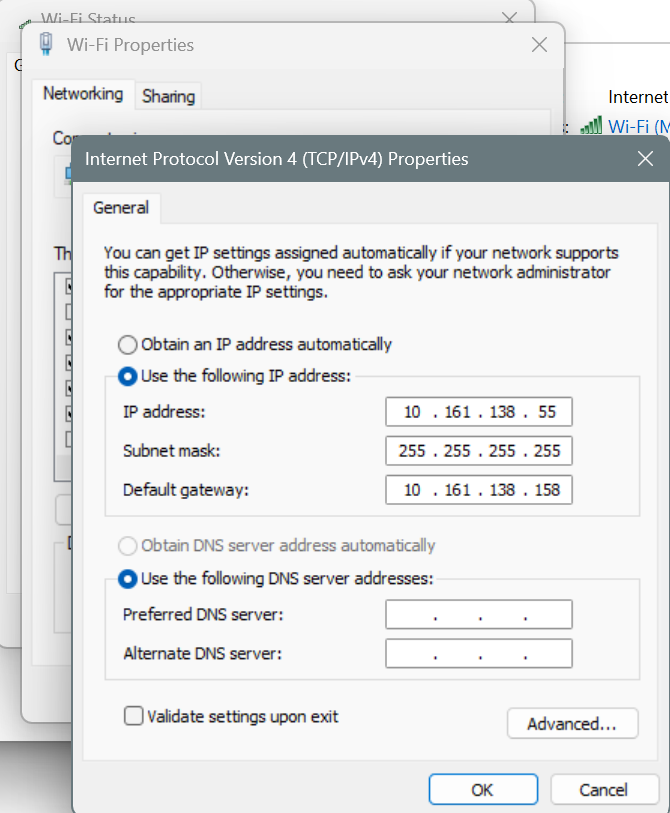 Wi-Fi Status
Wi-Fi Properties
Networking
Sharing
Internet
Wi-Fi (M
Internet Protocol Version 4 (TCP/IPv4) Properties
General
You can get IP settings assigned automatically if your network supports
this capability. Otherwise, you need to ask your network administrator
for the appropriate IP settings.
Obtain an IP address automatically
Use the following IP address:
IP address: 10 . 161 . 138 . 55
Subnet mask: 255 . 255 . 255 . 255
Default gateway: 10 . 161 . 138 . 158
Obtain DNS server address automatically
Use the following DNS server addresses:
Preferred DNS server: . . .
Alternate DNS server: . . .
Validate settings upon exit
Advanced...
OK
Cancel